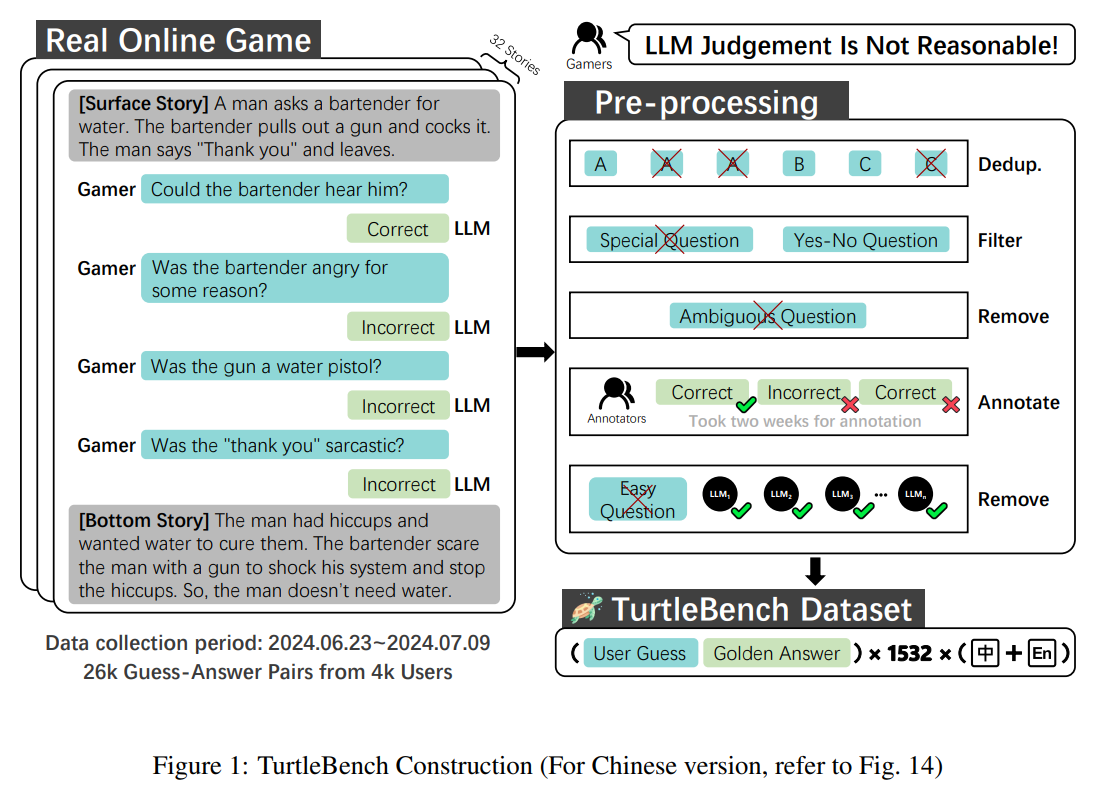 Real Online Game
32 Stories
[Surface Story] A man asks a bartender for
water. The bartender pulls out a gun and cocks it.
The man says "Thank you" and leaves.
Gamer Could the bartender hear him?
Correct LLM
Gamer Was the bartender angry for
some reason?
Incorrect LLM
Gamer Was the gun a water pistol?
Incorrect LLM
Gamer Was the "thank you" sarcastic?
Incorrect LLM
[Bottom Story] The man had hiccups and
wanted water to cure them. The bartender scare
the man with a gun to shock his system and stop
the hiccups. So, the man doesn't need water.
Data collection period: 2024.06.23~2024.07.09
26k Guess-Answer Pairs from 4k Users
Gamers
LLM Judgement Is Not Reasonable!
Pre-processing
A A A B C C Dedup.
Special Question Yes-No Question Filter
Ambiguous Question Remove
Annotators
Correct Incorrect Correct
Took two weeks for annotation
Annotate
Easy
Question
LLM₁ LLM₂ LLM₃ ... LLMₙ
Remove
TurtleBench Dataset
( User Guess Golden Answer ) × 1532 × ( 中 + En )
Figure 1: TurtleBench Construction (For Chinese version, refer to Fig. 14)